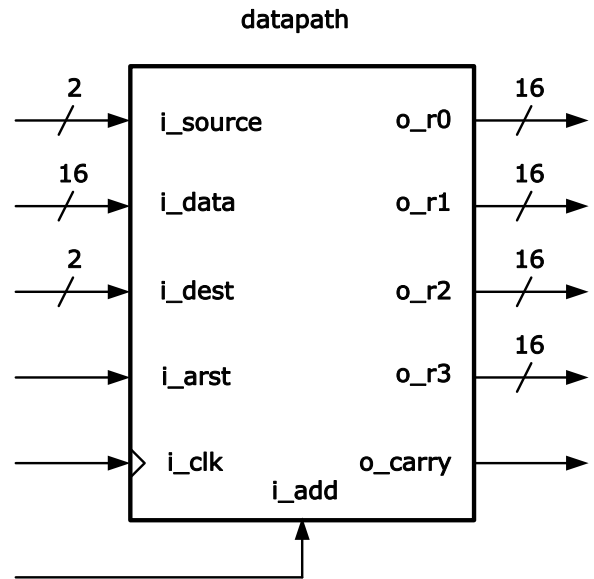 datapath
2
16
i_source
o_r0
16
16
i_data
o_r1
2
16
i_dest
o_r2
16
i_arst
o_r3
i_clk
o_carry
i_add